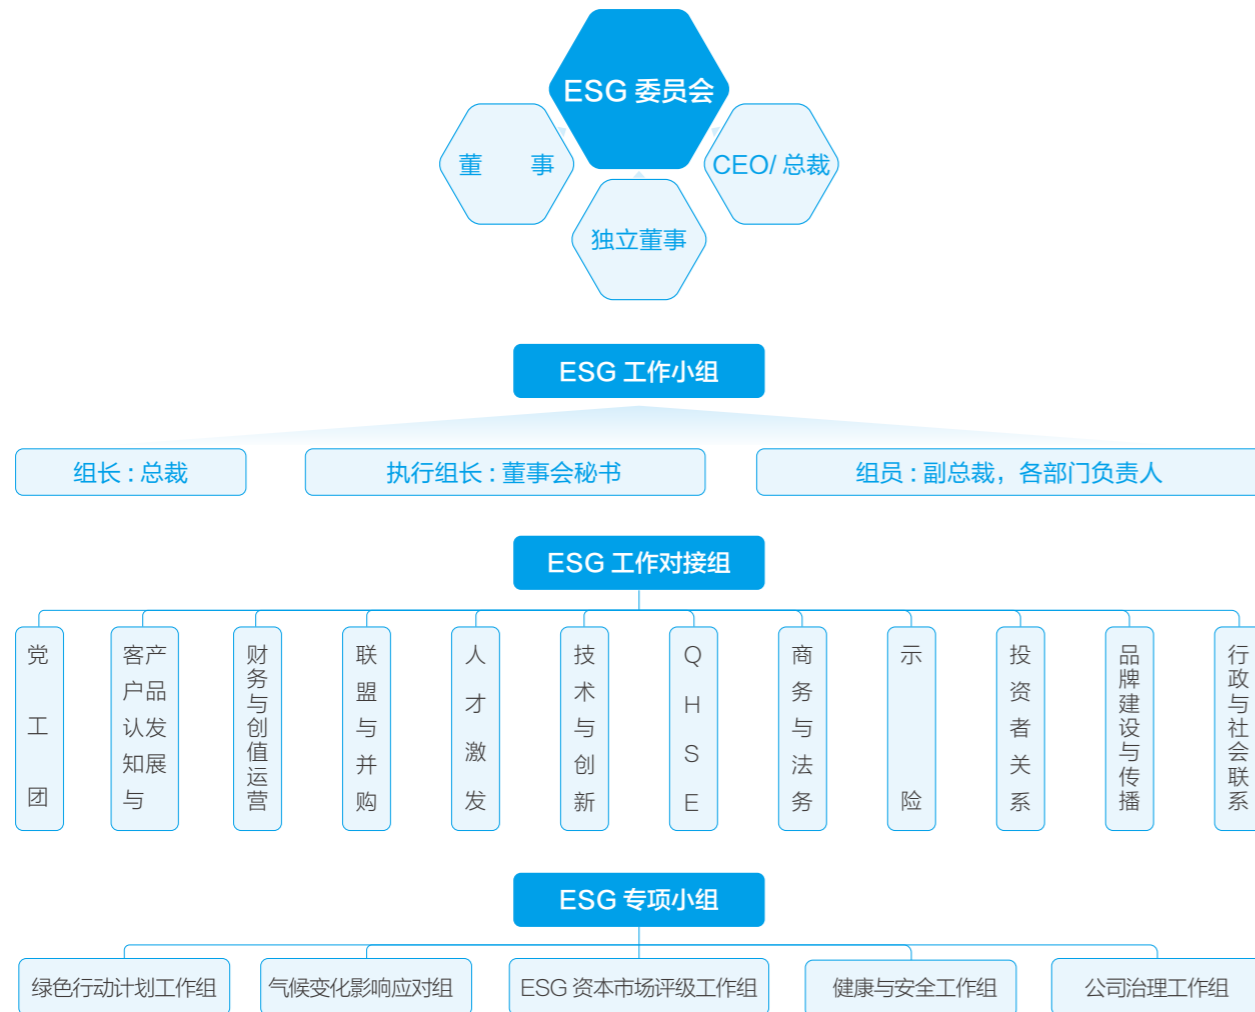 ESG 委员会
董 事
CEO/ 总裁
独立董事
ESG 工作小组
组长 : 总裁
执行组长 : 董事会秘书
组员 : 副总裁，各部门负责人
ESG 工作对接组
党工团
客户认知与
产品发展
财务与创值运营
联盟与并购
人才激发
技术与创新
QHSE
商务与法务
示险
投资者关系
品牌建设与传播
行政与社会联系
ESG 专项小组
绿色行动计划工作组
气候变化影响应对组
ESG 资本市场评级工作组
健康与安全工作组
公司治理工作组